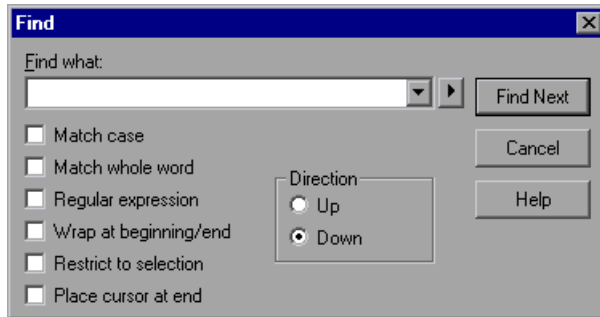 Find
Find what:
Find Next
Match case
Cancel
Match whole word
Direction
Regular expression
Up
Help
Wrap at beginning/end
Down
Restrict to selection
Place cursor at end